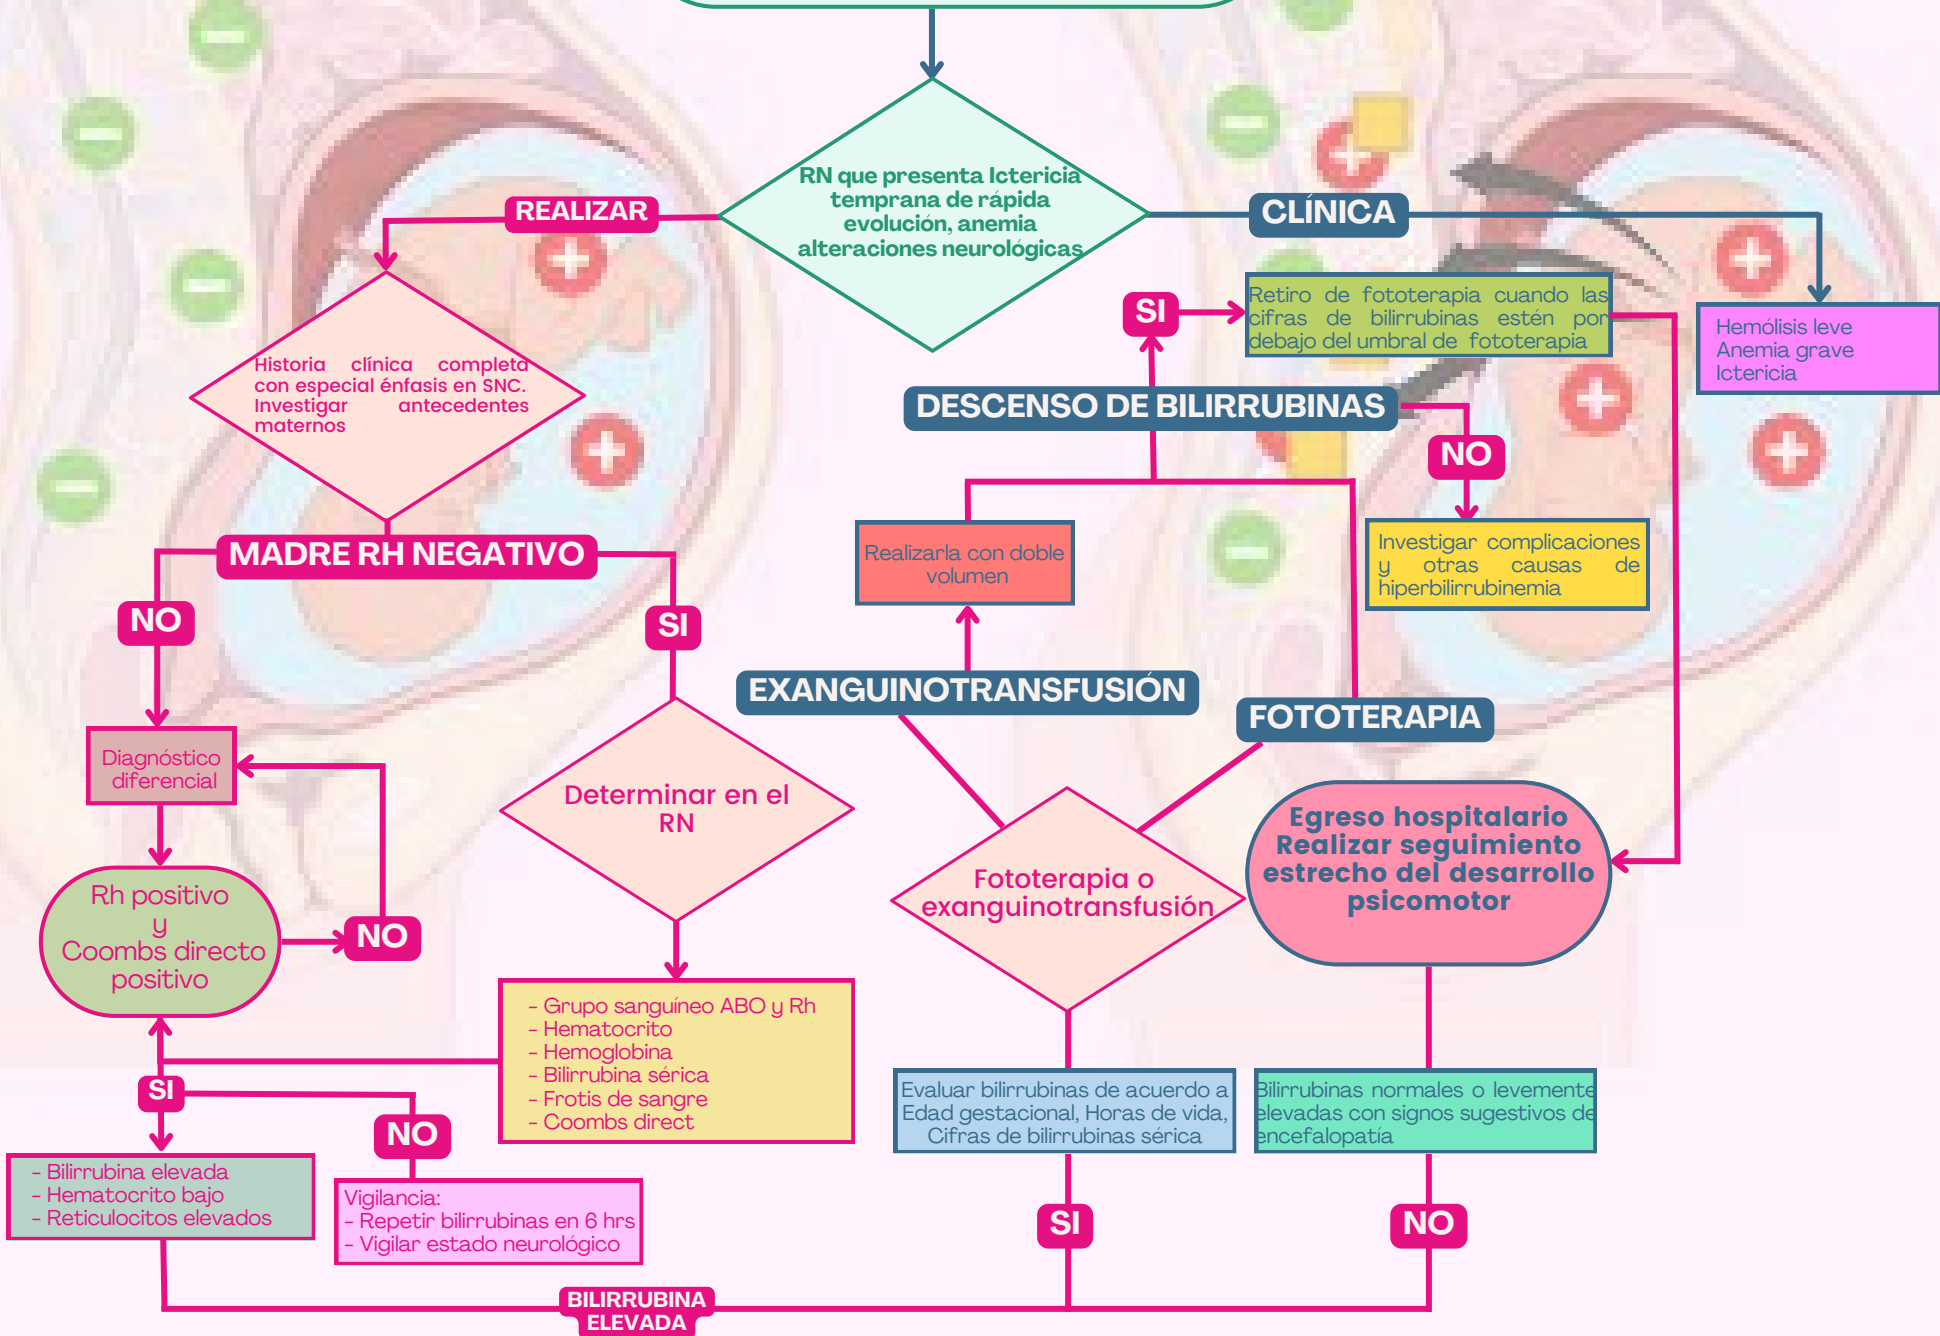 RN que presenta Ictericia
temprana de rápida
evolución, anemia
alteraciones neurológicas
REALIZAR
CLÍNICA
Hemólisis leve
Anemia grave
Ictericia
Historia clínica completa
con especial énfasis en SNC.
Investigar antecedentes
maternos
SI
Retiro de fototerapia cuando las
cifras de bilirrubinas estén por
debajo del umbral de fototerapia
DESCENSO DE BILIRRUBINAS
NO
Investigar complicaciones
y otras causas de
hiperbilirrubinemia
MADRE RH NEGATIVO
NO
SI
Realizarla con doble
volumen
EXANGUINOTRANSFUSIÓN
FOTOTERAPIA
Diagnóstico
diferencial
Determinar en el
RN
Fototerapia o
exanguinotransfusión
Egreso hospitalario
Realizar seguimiento
estrecho del desarrollo
psicomotor
Rh positivo
y
Coombs directo
positivo
NO
- Grupo sanguíneo ABO y Rh
- Hematocrito
- Hemoglobina
- Bilirrubina sérica
- Frotis de sangre
- Coombs direct
Evaluar bilirrubinas de acuerdo a
Edad gestacional, Horas de vida,
Cifras de bilirrubinas sérica
Bilirrubinas normales o levemente
elevadas con signos sugestivos de
encefalopatía
SI
NO
- Bilirrubina elevada
- Hematocrito bajo
- Reticulocitos elevados
Vigilancia:
- Repetir bilirrubinas en 6 hrs
- Vigilar estado neurológico
SI
NO
BILIRRUBINA
ELEVADA